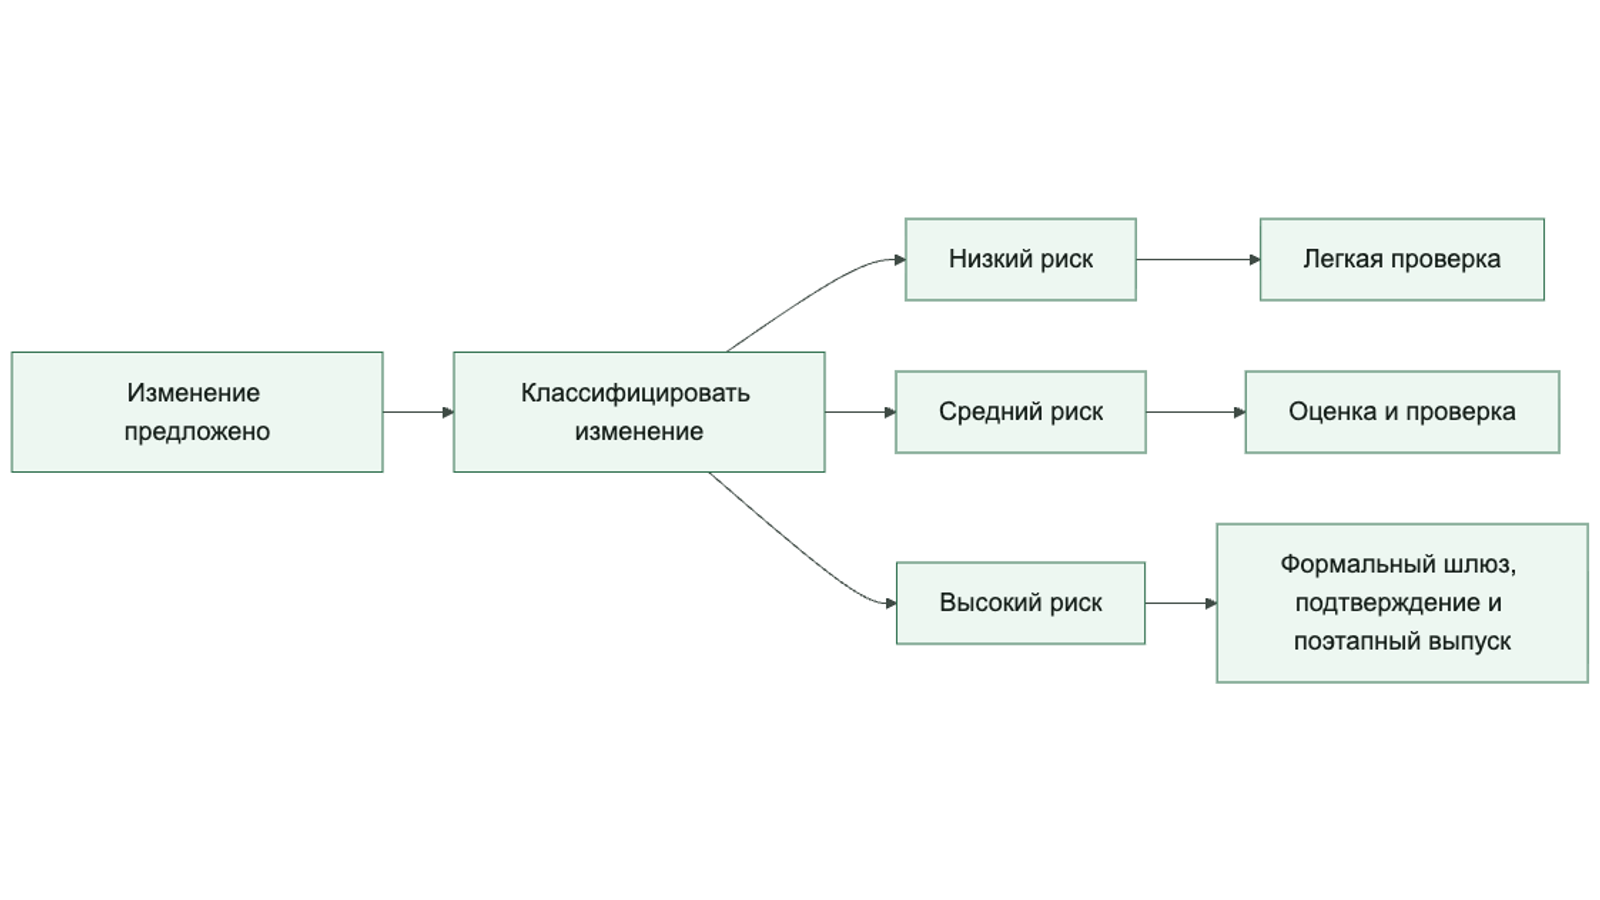 Изменение
предложено
Классифицировать
изменение
Низкий риск
Легкая проверка
Средний риск
Оценка и проверка
Высокий риск
Формальный шлюз,
подтверждение и
поэтапный выпуск